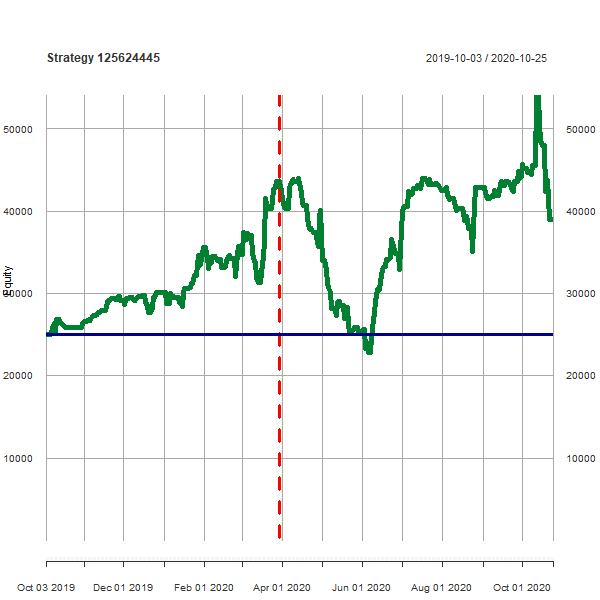 Strategy 125624445
2019-10-03 / 2020-10-25
50000
50000
40000
40000
Equity
30000
30000
20000
20000
10000
10000
Oct 03 2019
Dec 01 2019
Feb 01 2020
Apr 01 2020
Jun 01 2020
Aug 01 2020
Oct 01 2020